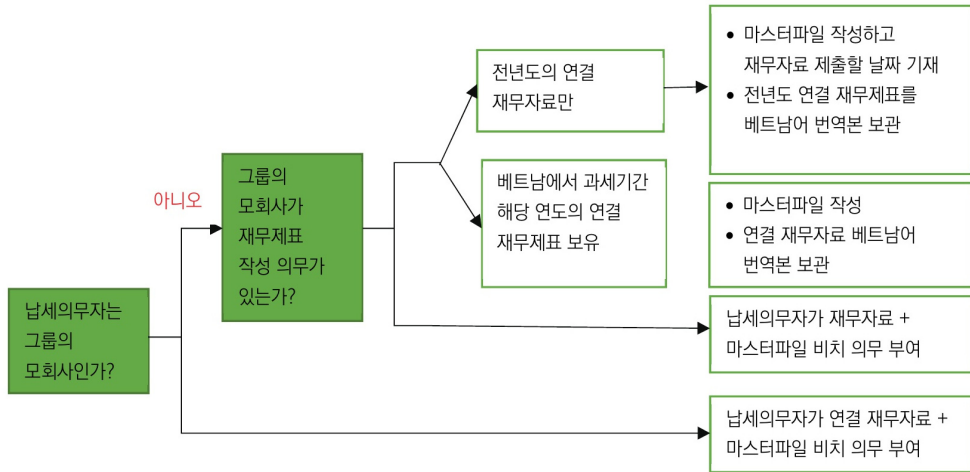 납세의무자는
그룹의
모회사인가?
아니오
그룹의
모회사가
재무제표
작성 의무가
있는가?
전년도의 연결
재무자료만
베트남에서 과세기간
해당 연도의 연결
재무제표 보유
• 마스터파일 작성하고
재무자료 제출할 날짜 기재
• 전년도 연결 재무제표를
베트남어 번역본 보관
• 마스터파일 작성
• 연결 재무자료 베트남어
번역본 보관
납세의무자가 재무자료 +
마스터파일 비치 의무 부여
납세의무자가 연결 재무자료 +
마스터파일 비치 의무 부여